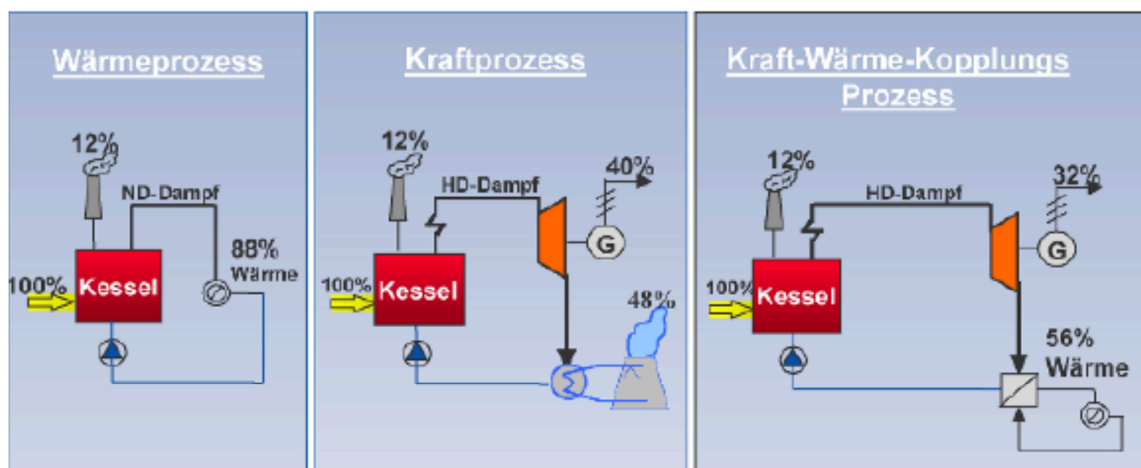 Wärmeprozess
12%
ND-Dampf
88%
Wärme
100%
Kessel
Kraftprozess
12%
HD-Dampf
40%
G
100%
Kessel
48%
Kraft-Wärme-Kopplungs
Prozess
12%
HD-Dampf
32%
G
100%
Kessel
56%
Wärme